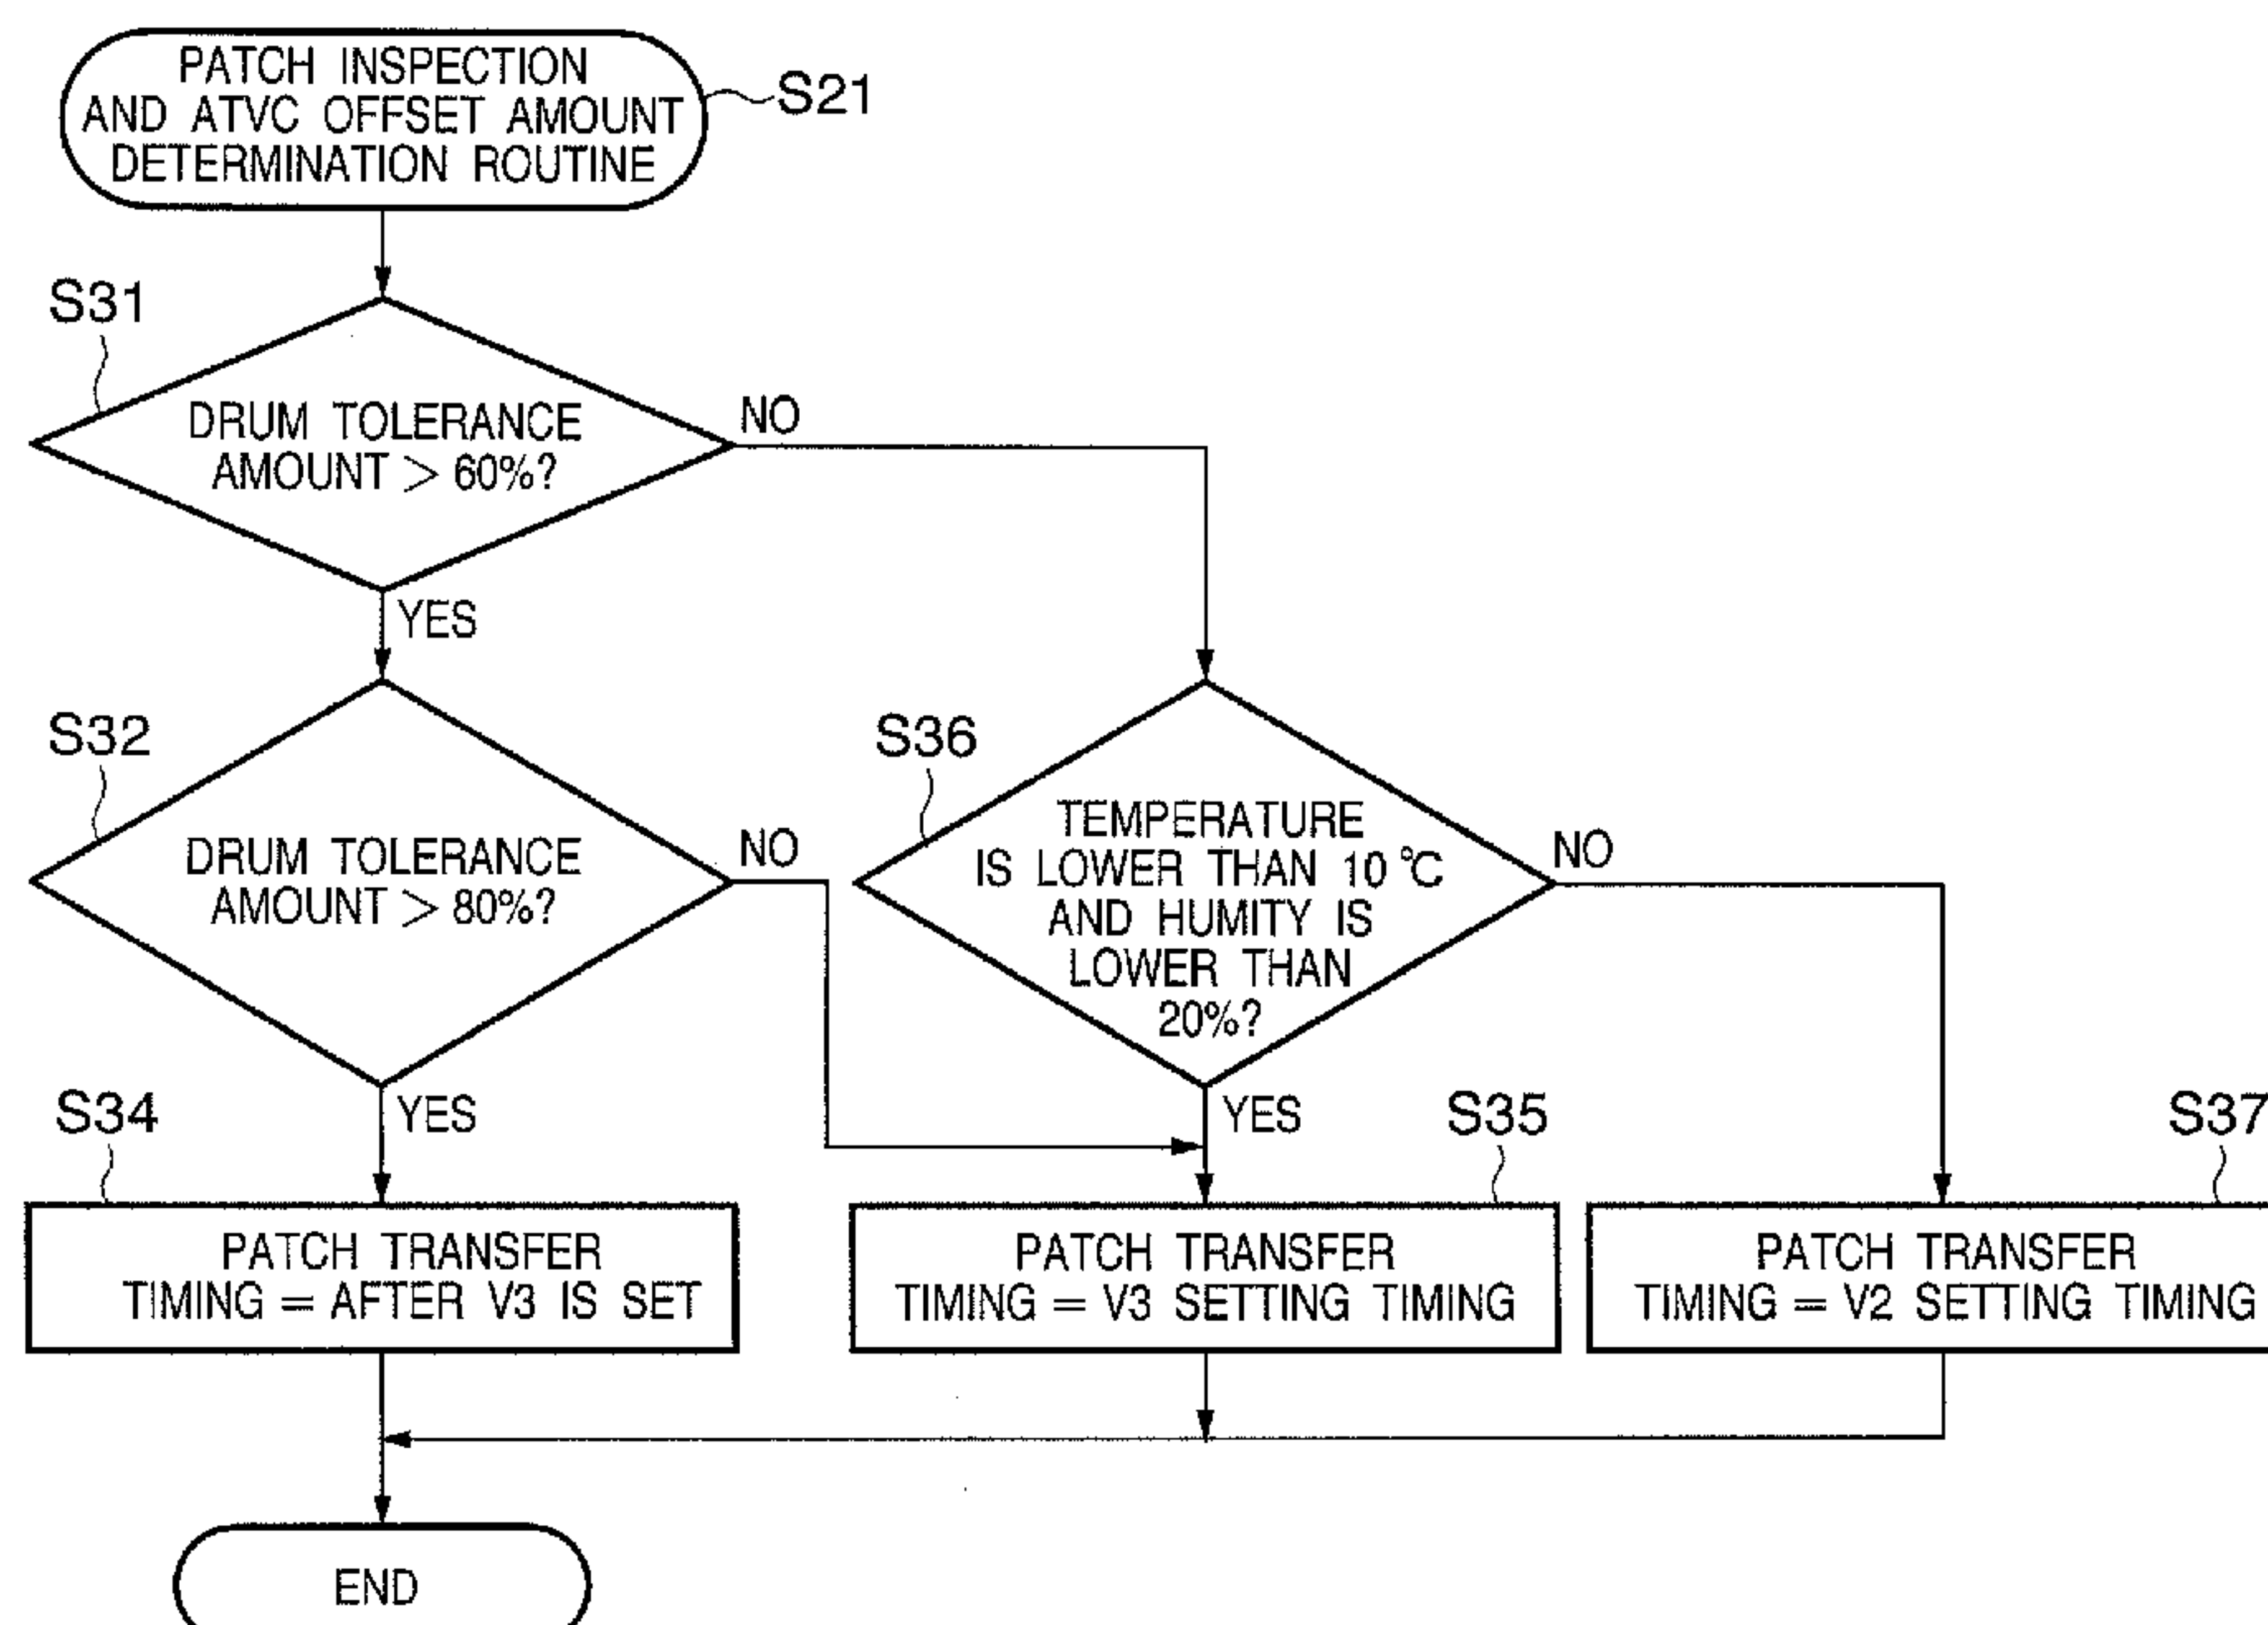 PATCH INSPECTION
AND ATVC OFFSET AMOUNT
DETERMINATION ROUTINE
S21
S31
DRUM TOLERANCE
AMOUNT > 60%?
NO
YES
S32
DRUM TOLERANCE
AMOUNT > 80%?
NO
S36
TEMPERATURE
IS LOWER THAN 10 °C
AND HUMITY IS
LOWER THAN
20%?
NO
YES
YES
S34
PATCH TRANSFER
TIMING = AFTER V3 IS SET
S35
PATCH TRANSFER
TIMING = V3 SETTING TIMING
S37
PATCH TRANSFER
TIMING = V2 SETTING TIMING
END